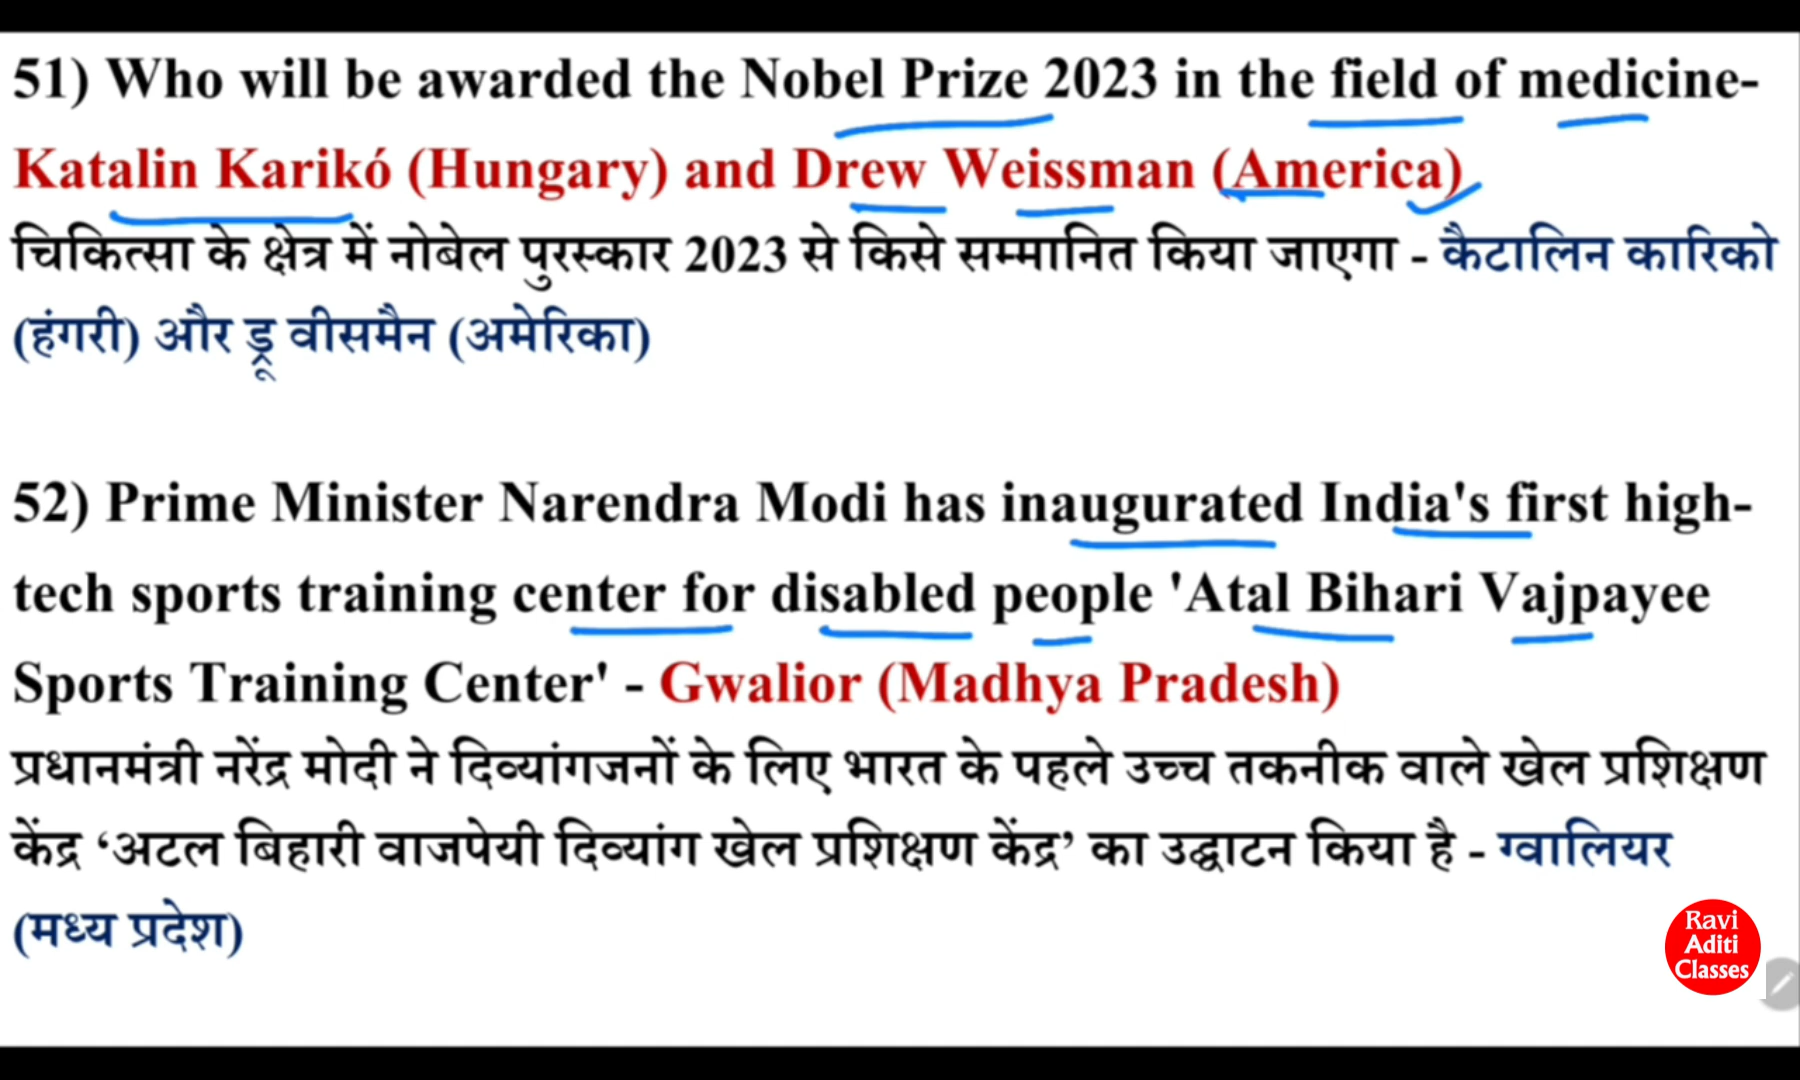 51) Who will be awarded the Nobel Prize 2023 in the field of medicine-
Katalin Karikó (Hungary) and Drew Weissman (America)
चिकित्सा के क्षेत्र में नोबेल पुरस्कार 2023 से किसे सम्मानित किया जाएगा - कैटालिन कारिको
(हंगरी) और ड्रू वीसमैन (अमेरिका)
52) Prime Minister Narendra Modi has inaugurated India's first high-
tech sports training center for disabled people 'Atal Bihari Vajpayee
Sports Training Center' - Gwalior (Madhya Pradesh)
प्रधानमंत्री नरेंद्र मोदी ने दिव्यांगजनों के लिए भारत के पहले उच्च तकनीक वाले खेल प्रशिक्षण
केंद्र ‘अटल बिहारी वाजपेयी दिव्यांग खेल प्रशिक्षण केंद्र’ का उद्घाटन किया है - ग्वालियर
(मध्य प्रदेश)
Ravi
Aditi
Classes